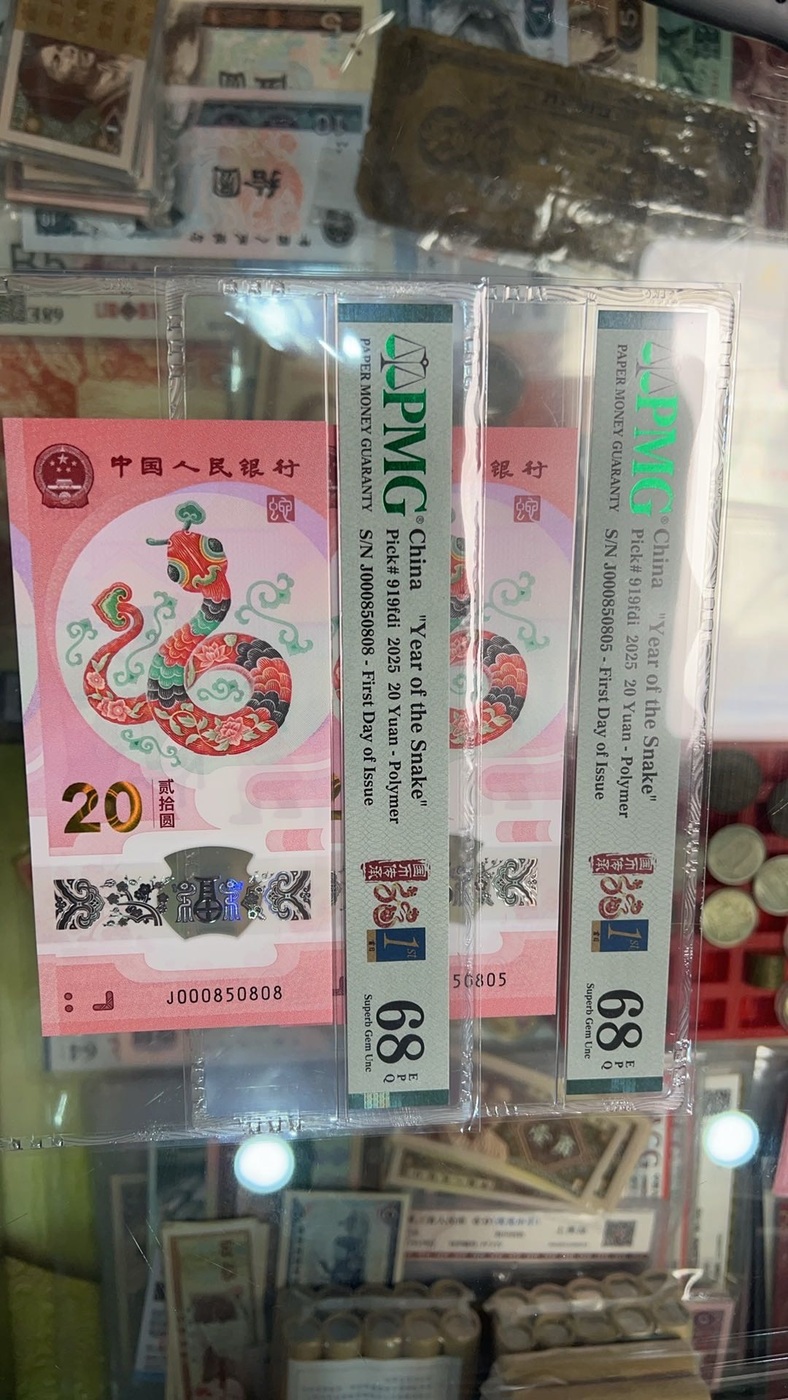 中国人民银行
20
贰拾圆
J000850808
PMG®
PAPER MONEY GUARANTY
China "Year of the Snake"
Pick# 919fdi 2025 20 Yuan - Polymer
S/N J000850808 - First Day of Issue
1st
68 EPQ
Superb Gem Unc
银行
50805
PMG®
PAPER MONEY GUARANTY
China "Year of the Snake"
Pick# 919fdi 2025 20 Yuan - Polymer
S/N J000850805 - First Day of Issue
1st
68 EPQ
Superb Gem Unc
拾圆